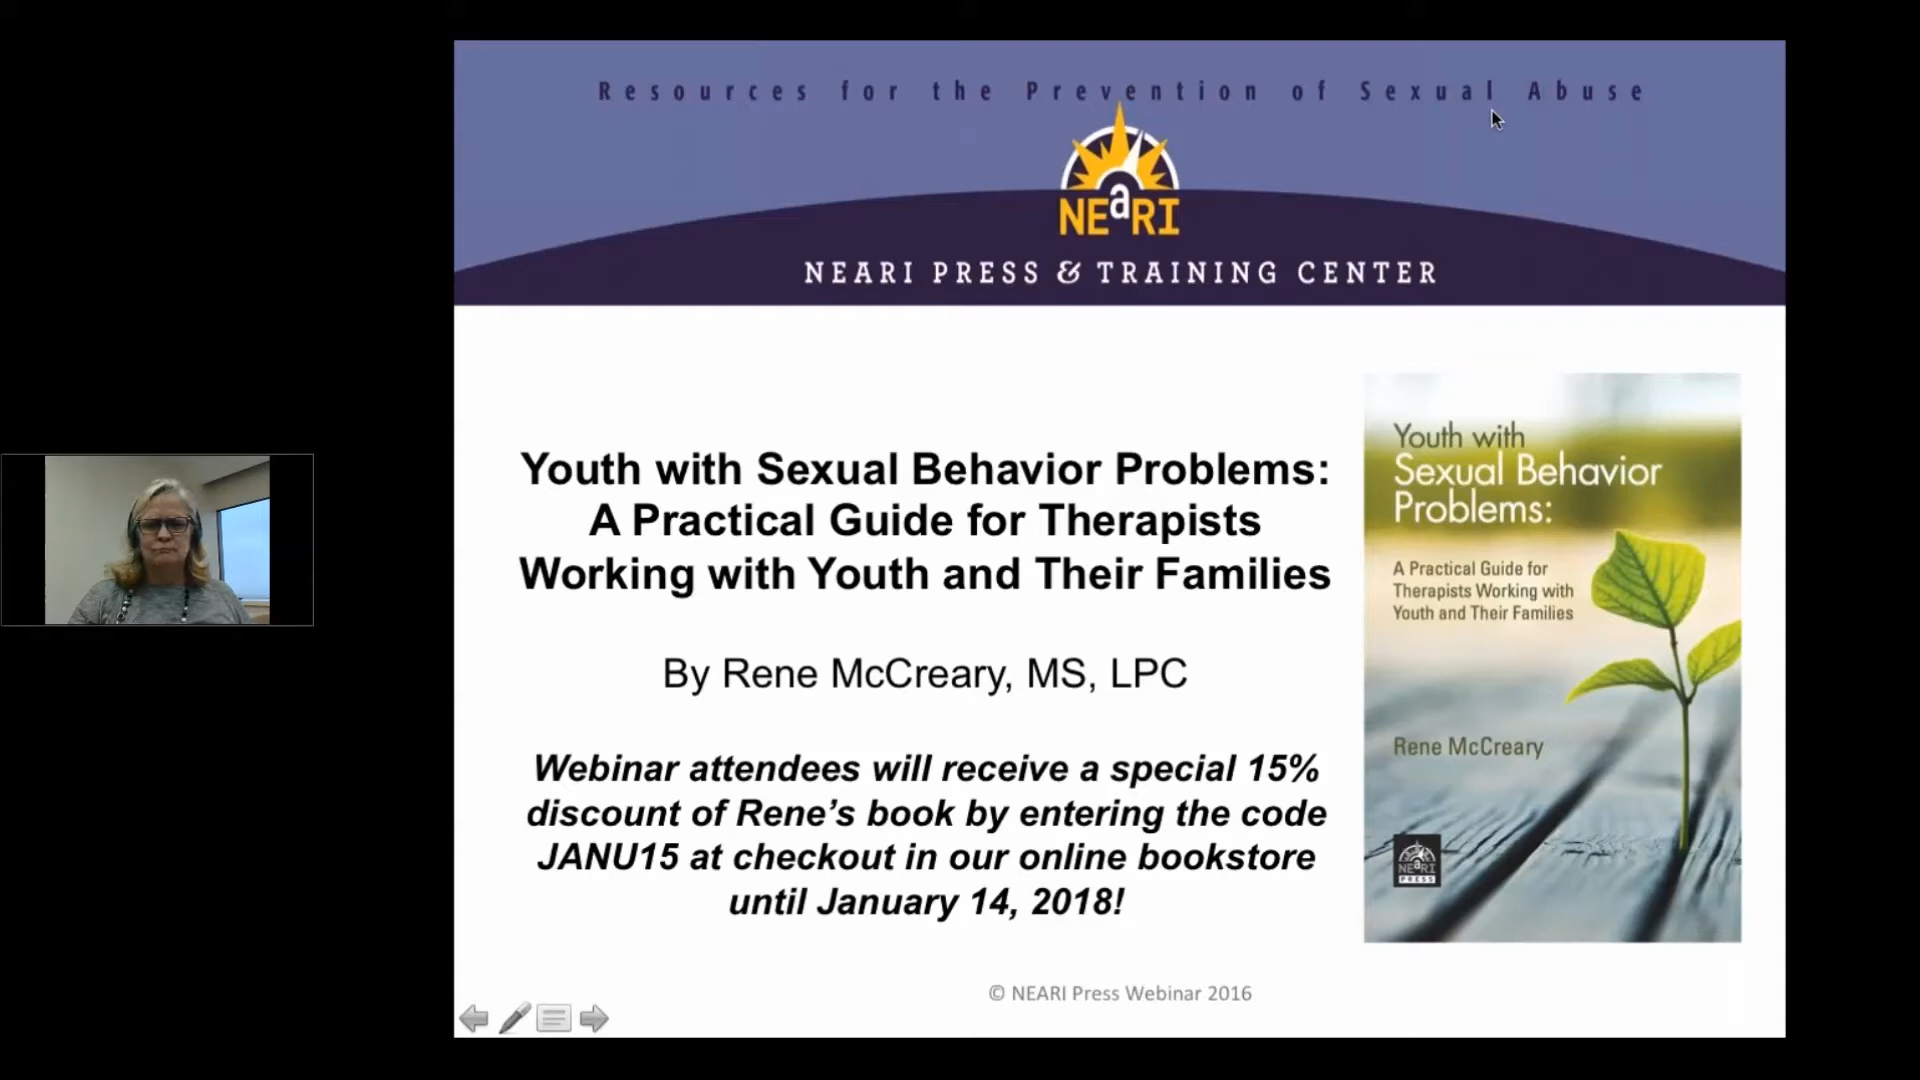 Resources for the Prevention of Sexual Abuse
NEaRI
NEARI PRESS & TRAINING CENTER
Youth with Sexual Behavior Problems:
A Practical Guide for Therapists
Working with Youth and Their Families
By Rene McCreary, MS, LPC
Webinar attendees will receive a special 15%
discount of Rene’s book by entering the code
JANU15 at checkout in our online bookstore
until January 14, 2018!
Youth with
Sexual Behavior
Problems:
A Practical Guide for
Therapists Working with
Youth and Their Families
Rene McCreary
NEaRI
PRESS
© NEARI Press Webinar 2016